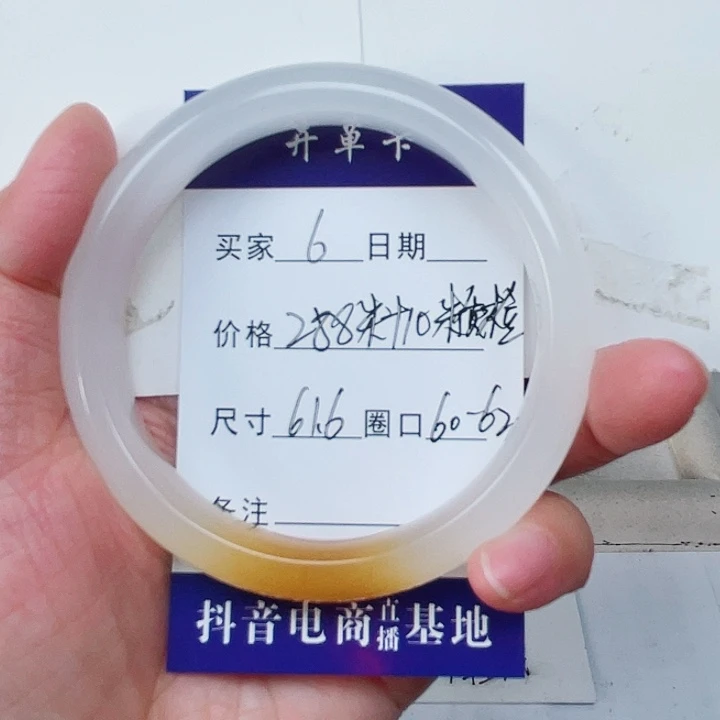 开单卡
买家 6 日期
价格 288米+10米
尺寸 61.6 圈口 60-62
备注
抖音电商直播基地